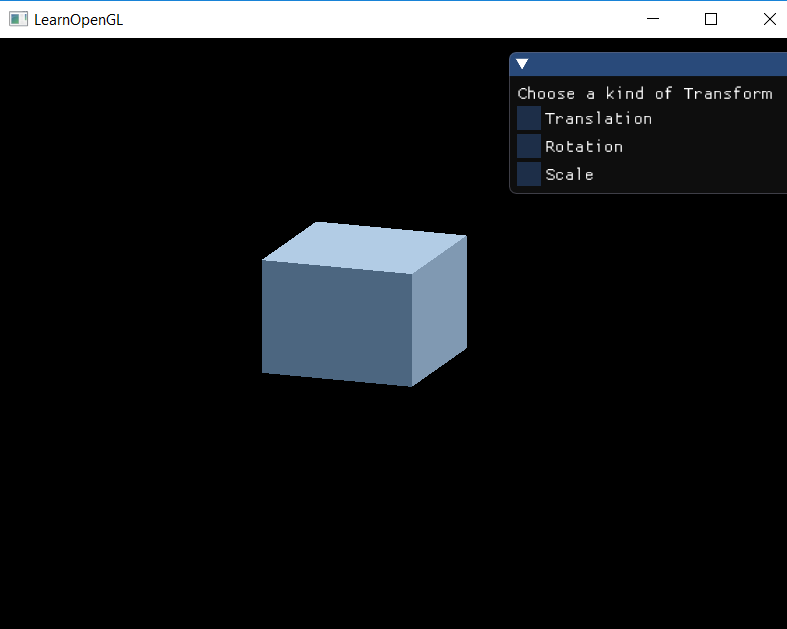 LearnOpenGL
Choose a kind of Transform
Translation
Rotation
Scale